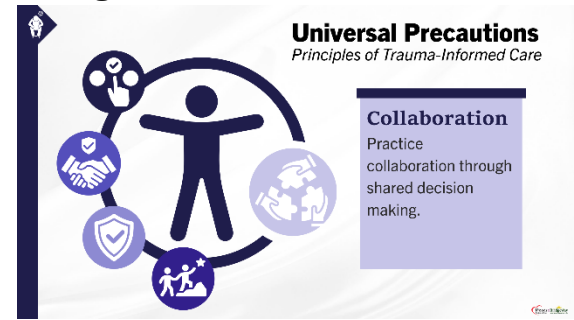 Universal Precautions
Principles of Trauma-Informed Care
Collaboration
Practice
collaboration through
shared decision
making.